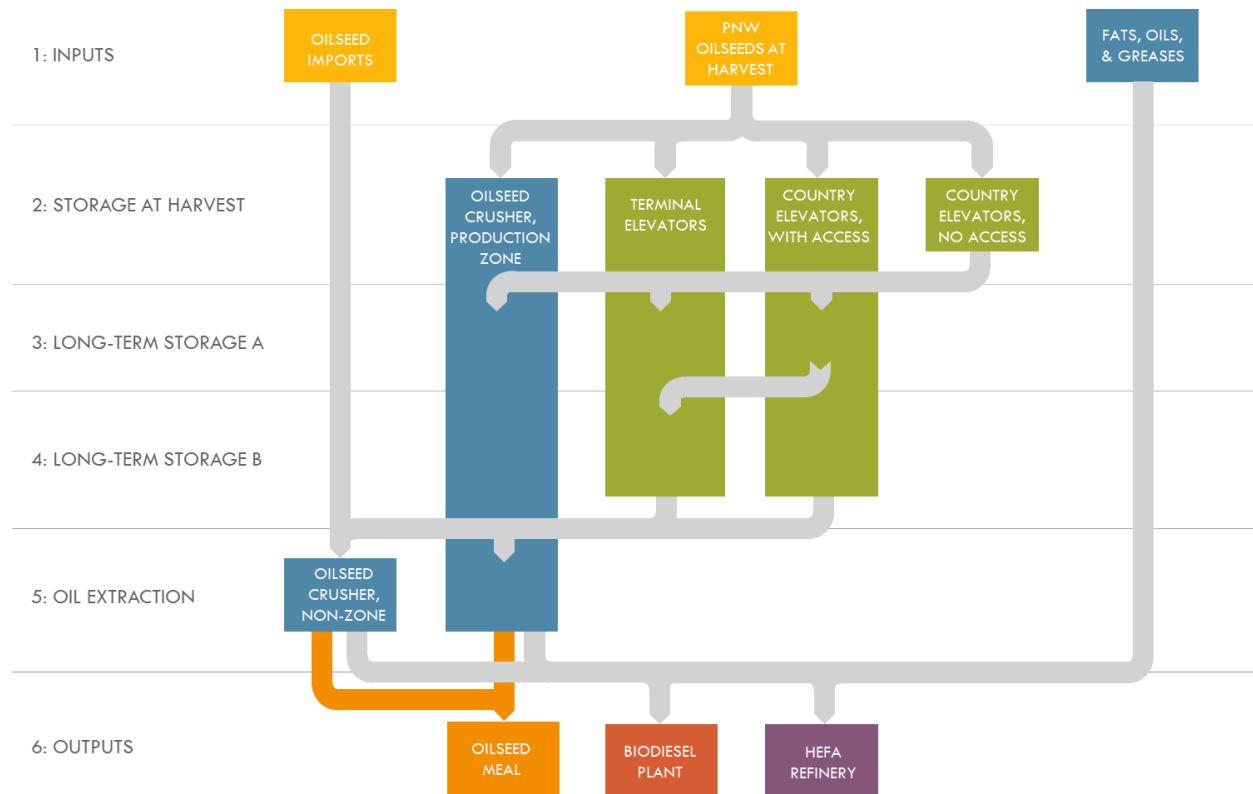 1: INPUTS
OILSEED
IMPORTS
PNW
OILSEEDS AT
HARVEST
FATS, OILS,
& GREASES
2: STORAGE AT HARVEST
OILSEED
CRUSHER,
PRODUCTION
ZONE
TERMINAL
ELEVATORS
COUNTRY
ELEVATORS,
WITH ACCESS
COUNTRY
ELEVATORS,
NO ACCESS
3: LONG-TERM STORAGE A
4: LONG-TERM STORAGE B
5: OIL EXTRACTION
OILSEED
CRUSHER,
NON-ZONE
6: OUTPUTS
OILSEED
MEAL
BIODIESEL
PLANT
HEFA
REFINERY